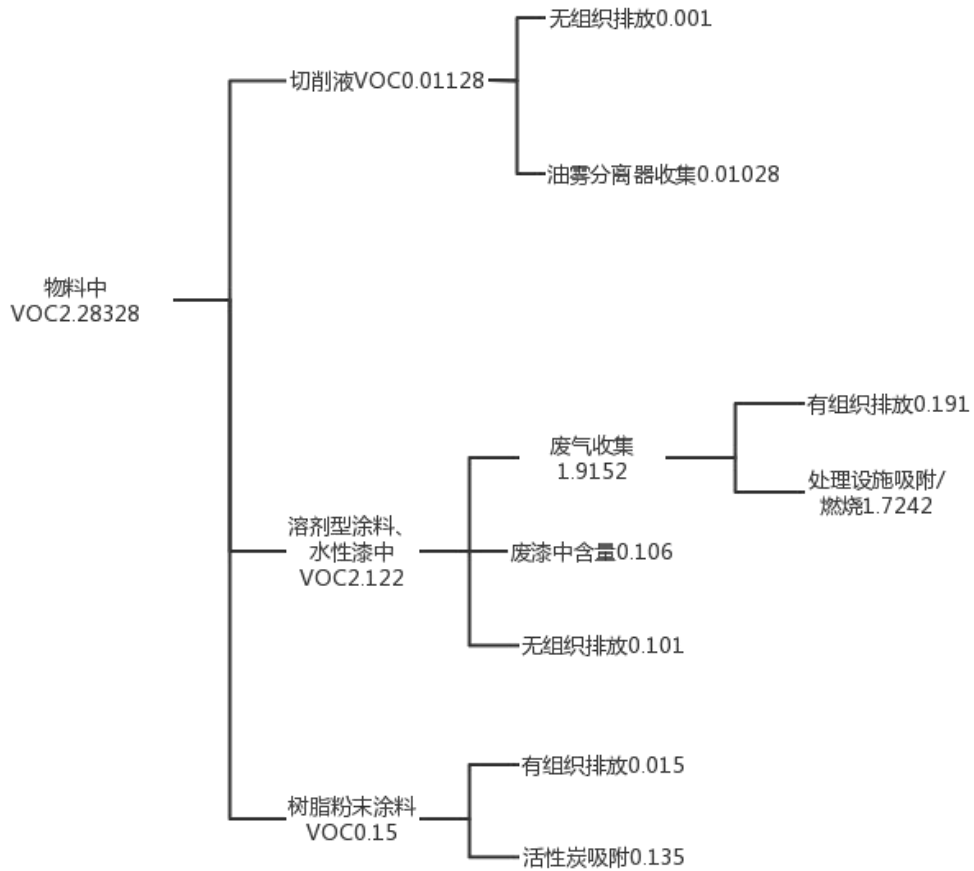 无组织排放0.001
切削液VOC0.01128
油雾分离器收集0.01028
物料中
VOC2.28328
有组织排放0.191
废气收集
1.9152
处理设施吸附/
燃烧1.7242
溶剂型涂料、
水性漆中
VOC2.122
废漆中含量0.106
无组织排放0.101
有组织排放0.015
树脂粉末涂料
VOC0.15
活性炭吸附0.135